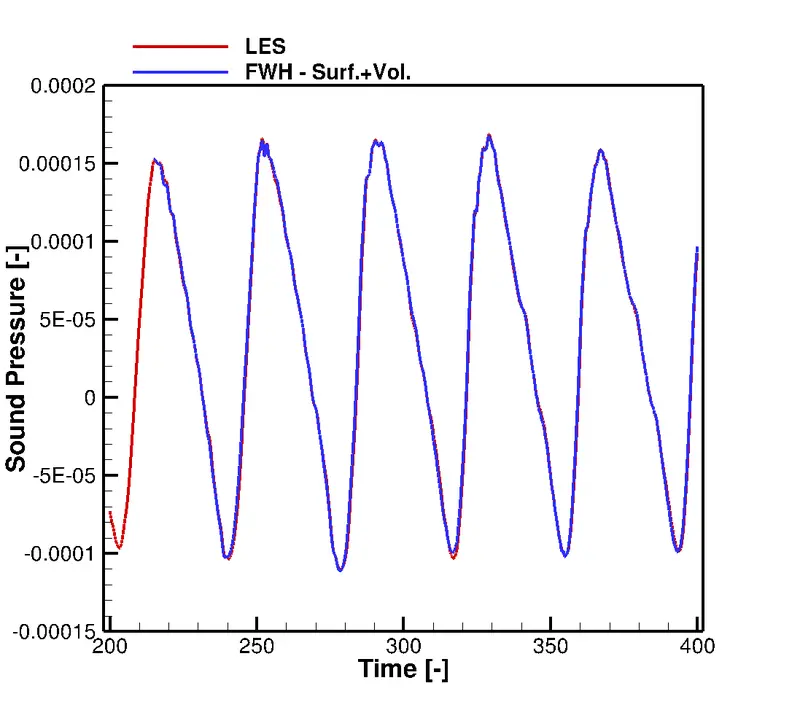 LES
FWH - Surf.+Vol.
0.0002
0.00015
0.0001
5E-05
0
-5E-05
-0.0001
-0.00015
Sound Pressure [-]
200 250 300 350 400
Time [-]